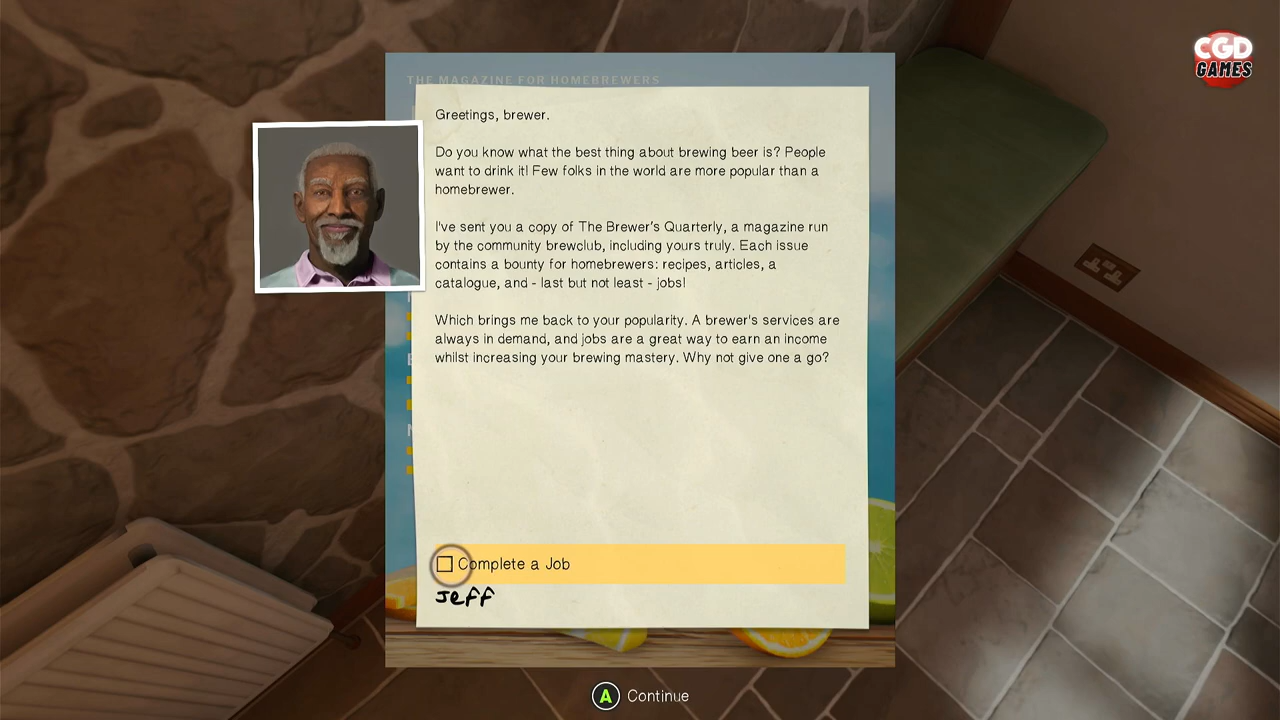 CGD
GAMES
THE MAGAZINE FOR HOMEBREWERS
Greetings, brewer.
Do you know what the best thing about brewing beer is? People
want to drink it! Few folks in the world are more popular than a
homebrewer.
I've sent you a copy of The Brewer's Quarterly, a magazine run
by the community brewclub, including yours truly. Each issue
contains a bounty for homebrewers: recipes, articles, a
catalogue, and - last but not least - jobs!
Which brings me back to your popularity. A brewer's services are
always in demand, and jobs are a great way to earn an income
whilst increasing your brewing mastery. Why not give one a go?
Complete a Job
Jeff
A Continue